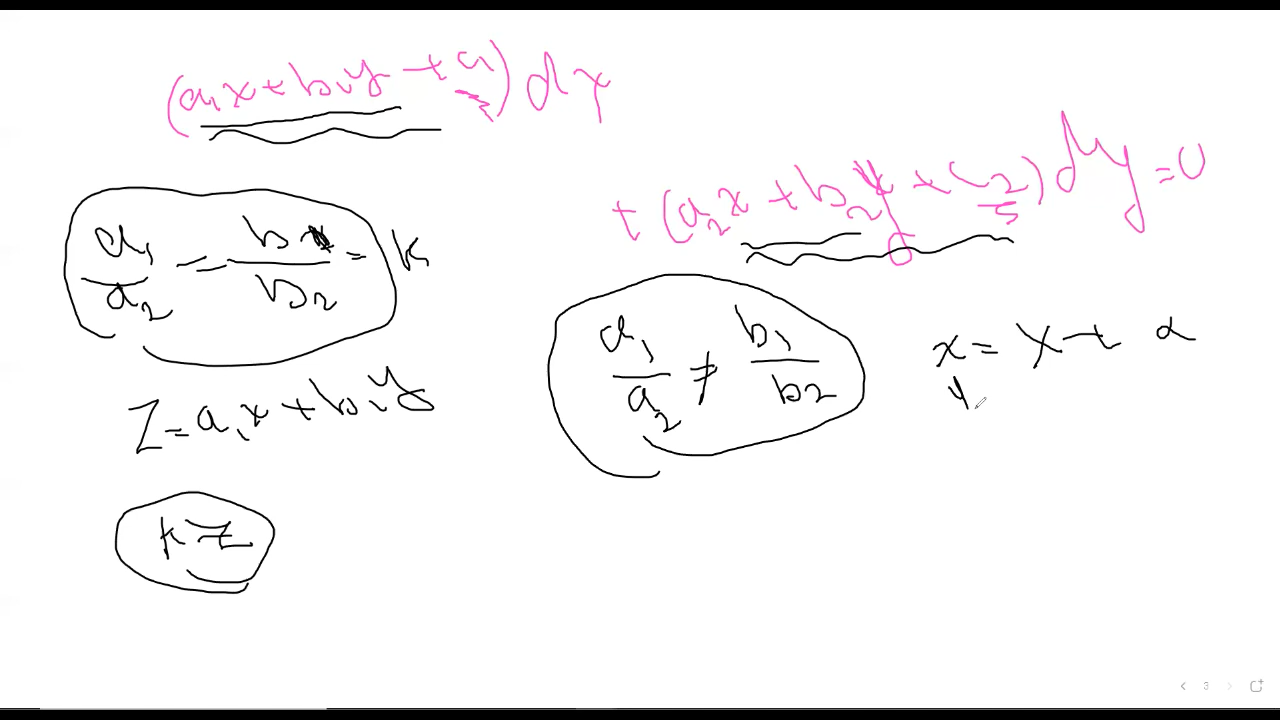 (a₁x+b₁y+c₁)dx
+(a₂x+b₂y+c₂)dy=0
a₁/a₂ = b₁/b₂ = k
Z=a₁x+b₁y
kz
a₁/a₂ ≠ b₁/b₂
x = X + α
y
3